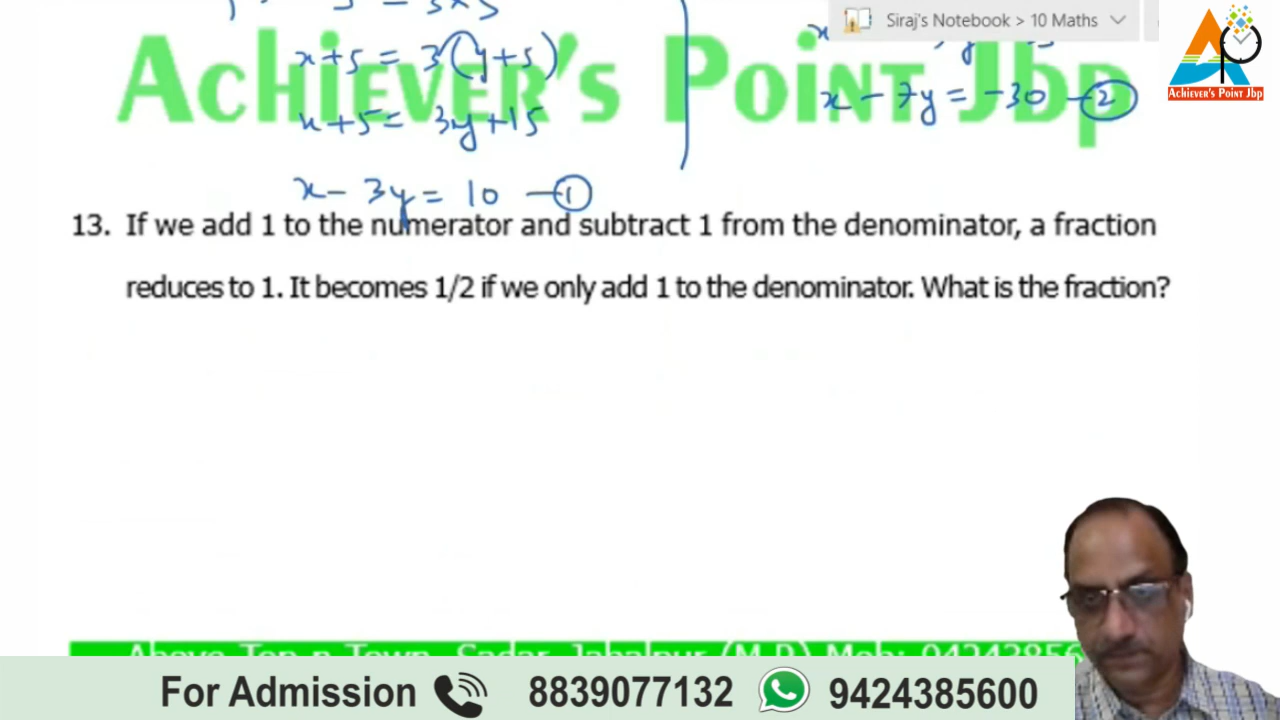 Siraj's Notebook > 10 Maths
Achiever's Point Jbp
Achiever's Point Jbp
x+5 = 3(y+5)
x - 7y = -30 -②
x+5 = 3y+15
x - 3y = 10 -①
13. If we add 1 to the numerator and subtract 1 from the denominator, a fraction
reduces to 1. It becomes 1/2 if we only add 1 to the denominator. What is the fraction?
For Admission 8839077132 9424385600